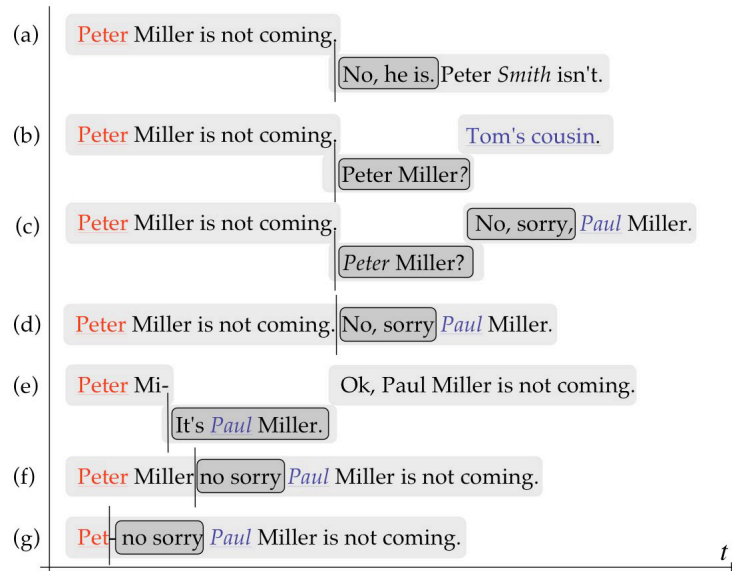 (a) Peter Miller is not coming.
No, he is. Peter Smith isn't.
(b) Peter Miller is not coming. Tom's cousin.
Peter Miller?
(c) Peter Miller is not coming. No, sorry, Paul Miller.
Peter Miller?
(d) Peter Miller is not coming. No, sorry Paul Miller.
(e) Peter Mi- Ok, Paul Miller is not coming.
It's Paul Miller.
(f) Peter Miller no sorry Paul Miller is not coming.
(g) Pet- no sorry Paul Miller is not coming.
t